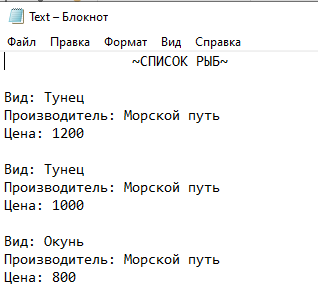 Text – Блокнот
Файл Правка Формат Вид Справка
~СПИСОК РЫБ~
Вид: Тунец
Производитель: Морской путь
Цена: 1200
Вид: Тунец
Производитель: Морской путь
Цена: 1000
Вид: Окунь
Производитель: Морской путь
Цена: 800